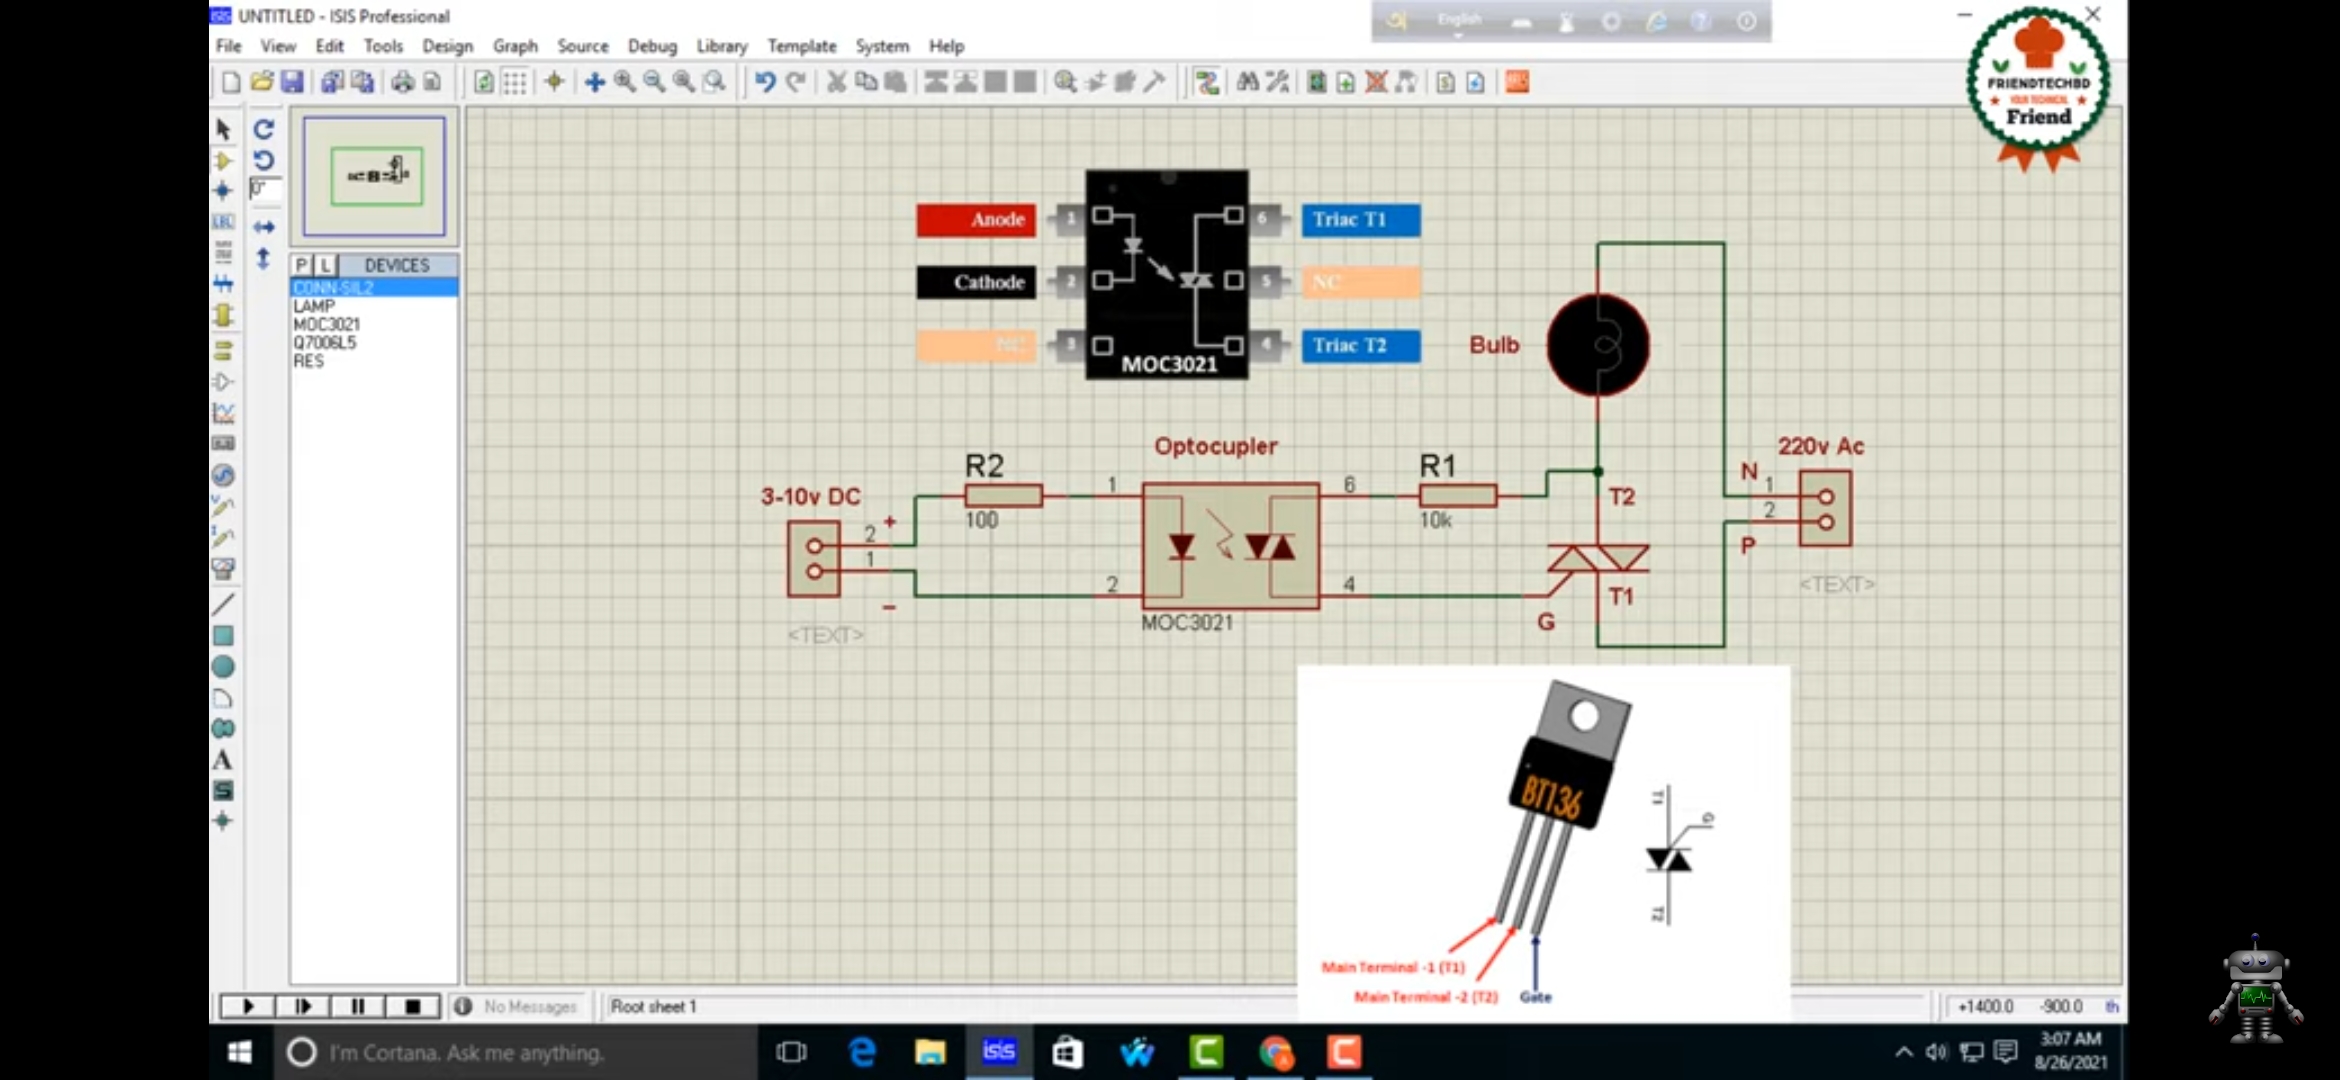 UNTITLED - ISIS Professional
English
File View Edit Tools Design Graph Source Debug Library Template System Help
FRIENDTECHBD
YOUR TECHNICAL
Friend
LBL
P L DEVICES
CONN-SIL2
LAMP
MOC3021
Q7006L5
RES
Anode 1 6 Triac T1
Cathode 2 5 NC
NC 3 4 Triac T2
MOC3021
Bulb
Optocupler
220v Ac
R2
R1
N
1
2
P
3-10v DC
+
2
1
−
1
2
6
4
100
10k
T2
T1
G
MOC3021
<TEXT>
<TEXT>
A
BT136
T1
G
T2
Main Terminal -1 (T1)
Main Terminal -2 (T2)
Gate
No Messages
Root sheet 1
+1400.0 -900.0 th
I'm Cortana. Ask me anything.
isis
3:07 AM
8/26/2021